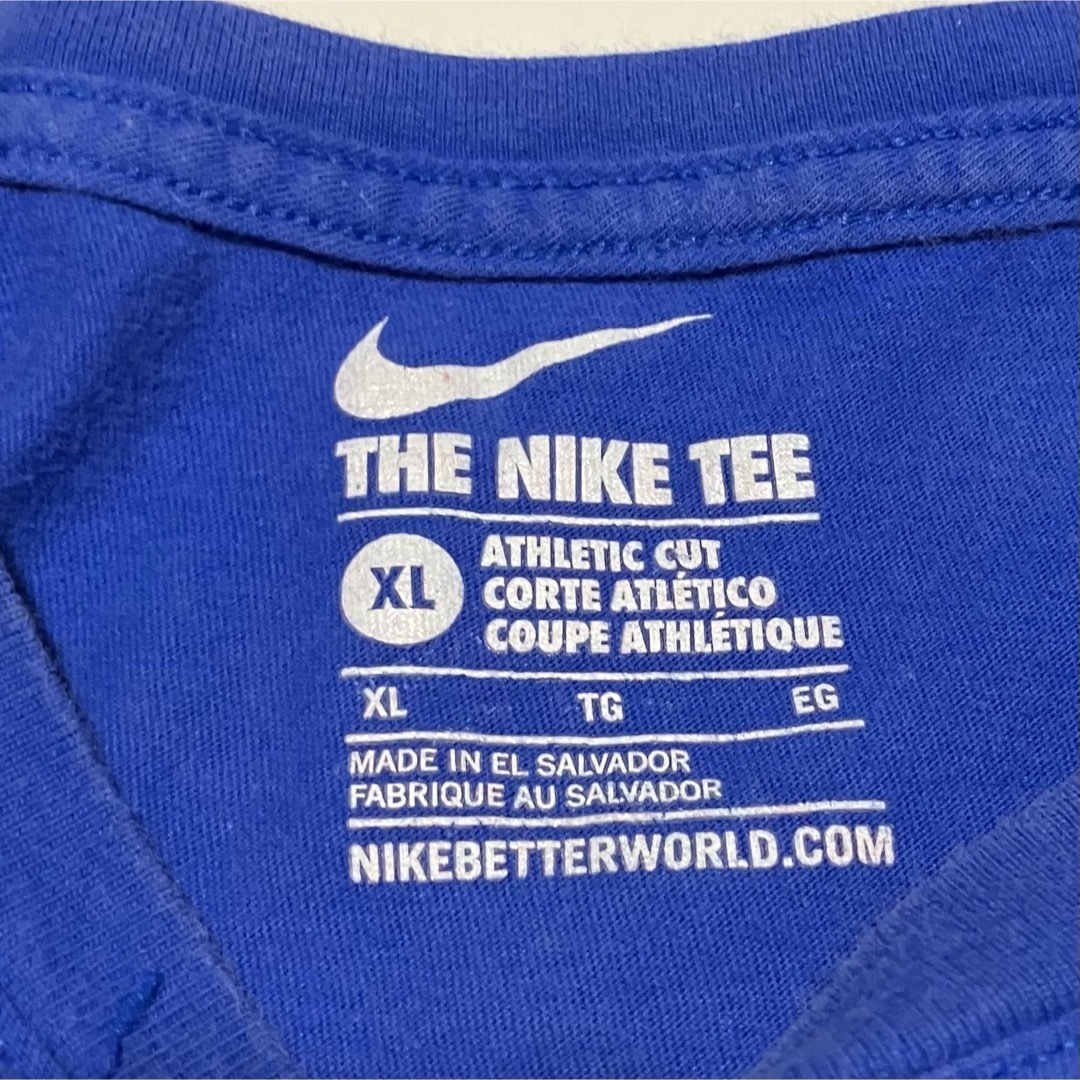 THE NIKE TEE
XL
ATHLETIC CUT
CORTE ATLÉTICO
COUPE ATHLÉTIQUE
XL TG EG
MADE IN EL SALVADOR
FABRIQUE AU SALVADOR
NIKEBETTERWORLD.COM